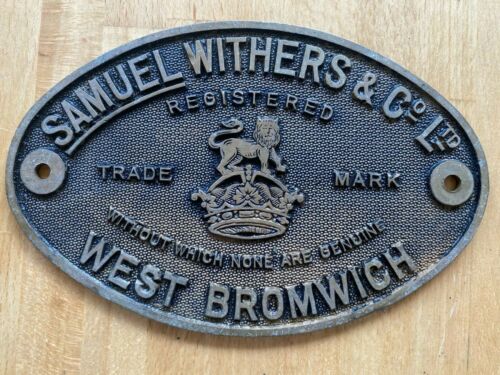 SAMUEL WITHERS & Co LTD
REGISTERED
TRADE MARK
WITHOUT WHICH NONE ARE GENUINE
WEST BROMWICH